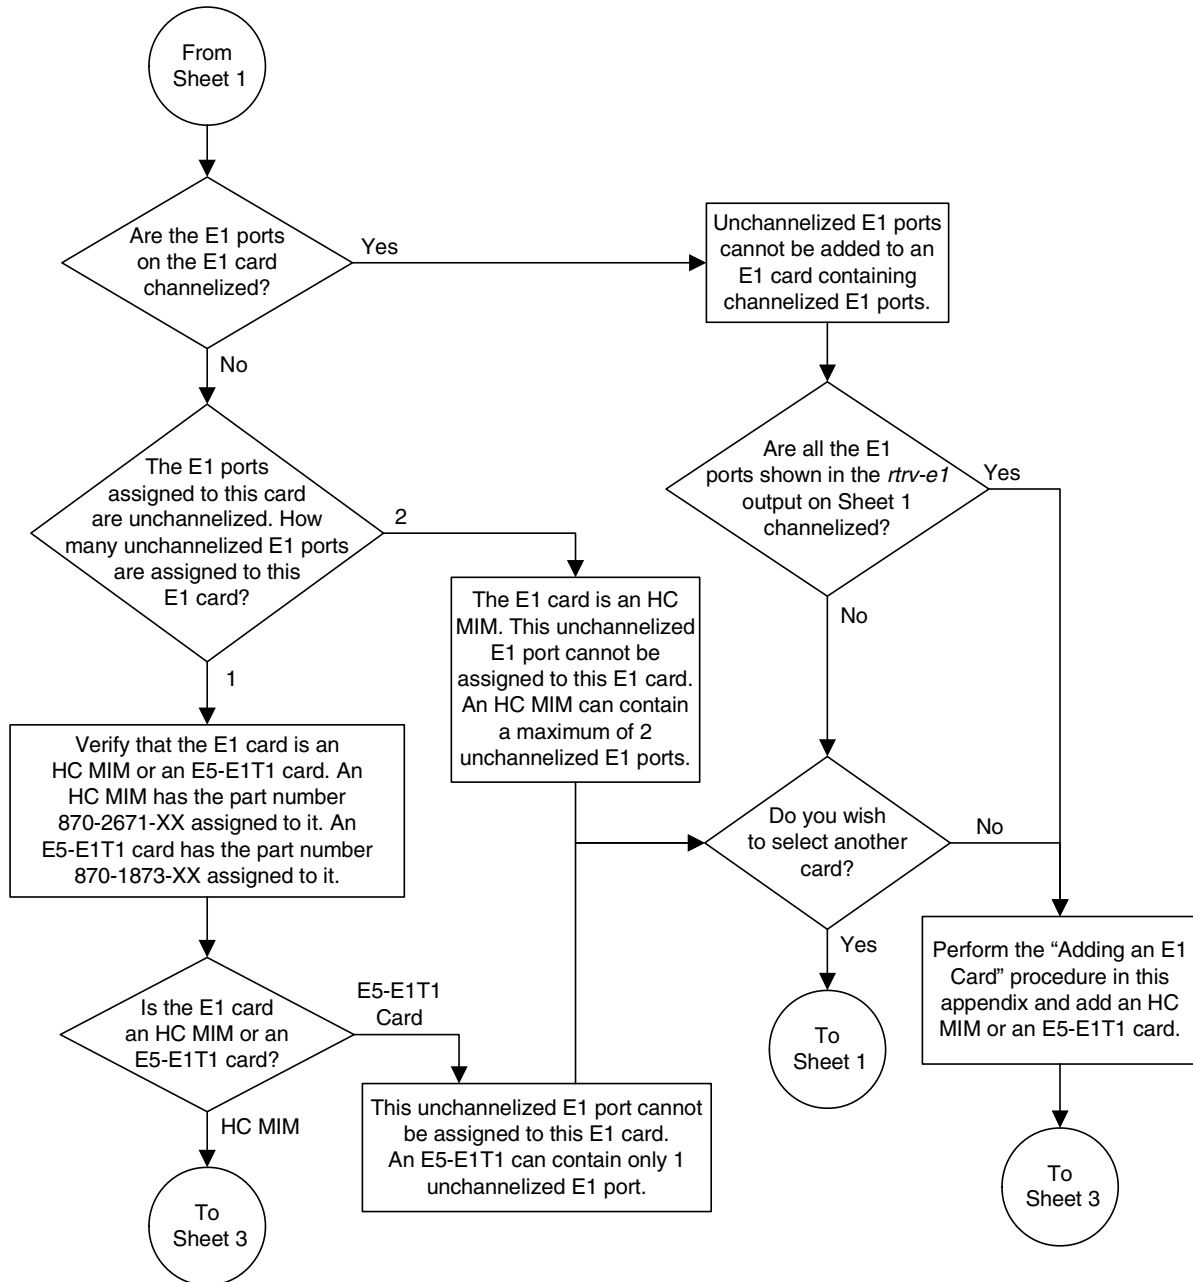 From
Sheet 1
Are the E1 ports
on the E1 card
channelized?
Yes
No
Unchannelized E1 ports
cannot be added to an
E1 card containing
channelized E1 ports.
The E1 ports
assigned to this card
are unchannelized. How
many unchannelized E1 ports
are assigned to this
E1 card?
2
1
Are all the E1
ports shown in the rtrv-e1
output on Sheet 1
channelized?
Yes
No
The E1 card is an HC
MIM. This unchannelized
E1 port cannot be
assigned to this E1 card.
An HC MIM can contain
a maximum of 2
unchannelized E1 ports.
Verify that the E1 card is an
HC MIM or an E5-E1T1 card. An
HC MIM has the part number
870-2671-XX assigned to it. An
E5-E1T1 card has the part number
870-1873-XX assigned to it.
Do you wish
to select another
card?
No
Yes
Is the E1 card
an HC MIM or an
E5-E1T1 card?
E5-E1T1
Card
HC MIM
This unchannelized E1 port cannot
be assigned to this E1 card.
An E5-E1T1 can contain only 1
unchannelized E1 port.
To
Sheet 1
Perform the “Adding an E1
Card” procedure in this
appendix and add an HC
MIM or an E5-E1T1 card.
To
Sheet 3
To
Sheet 3